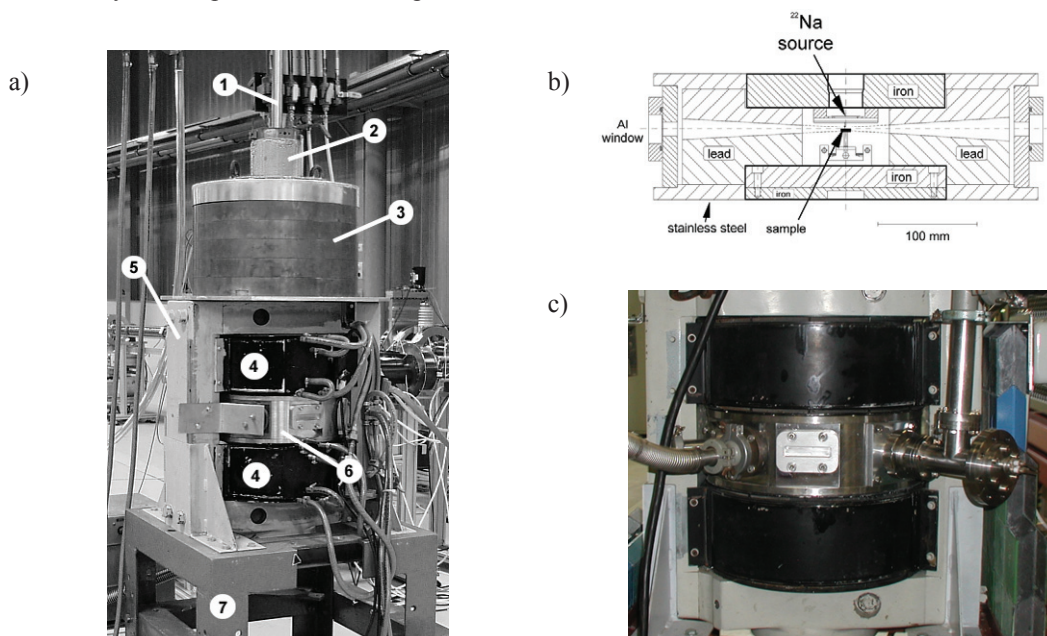 a)
1
2
3
5
4
6
4
7
b)
²²Na
source
iron
Al
window
lead
lead
iron
iron
stainless steel
sample
100 mm
c)